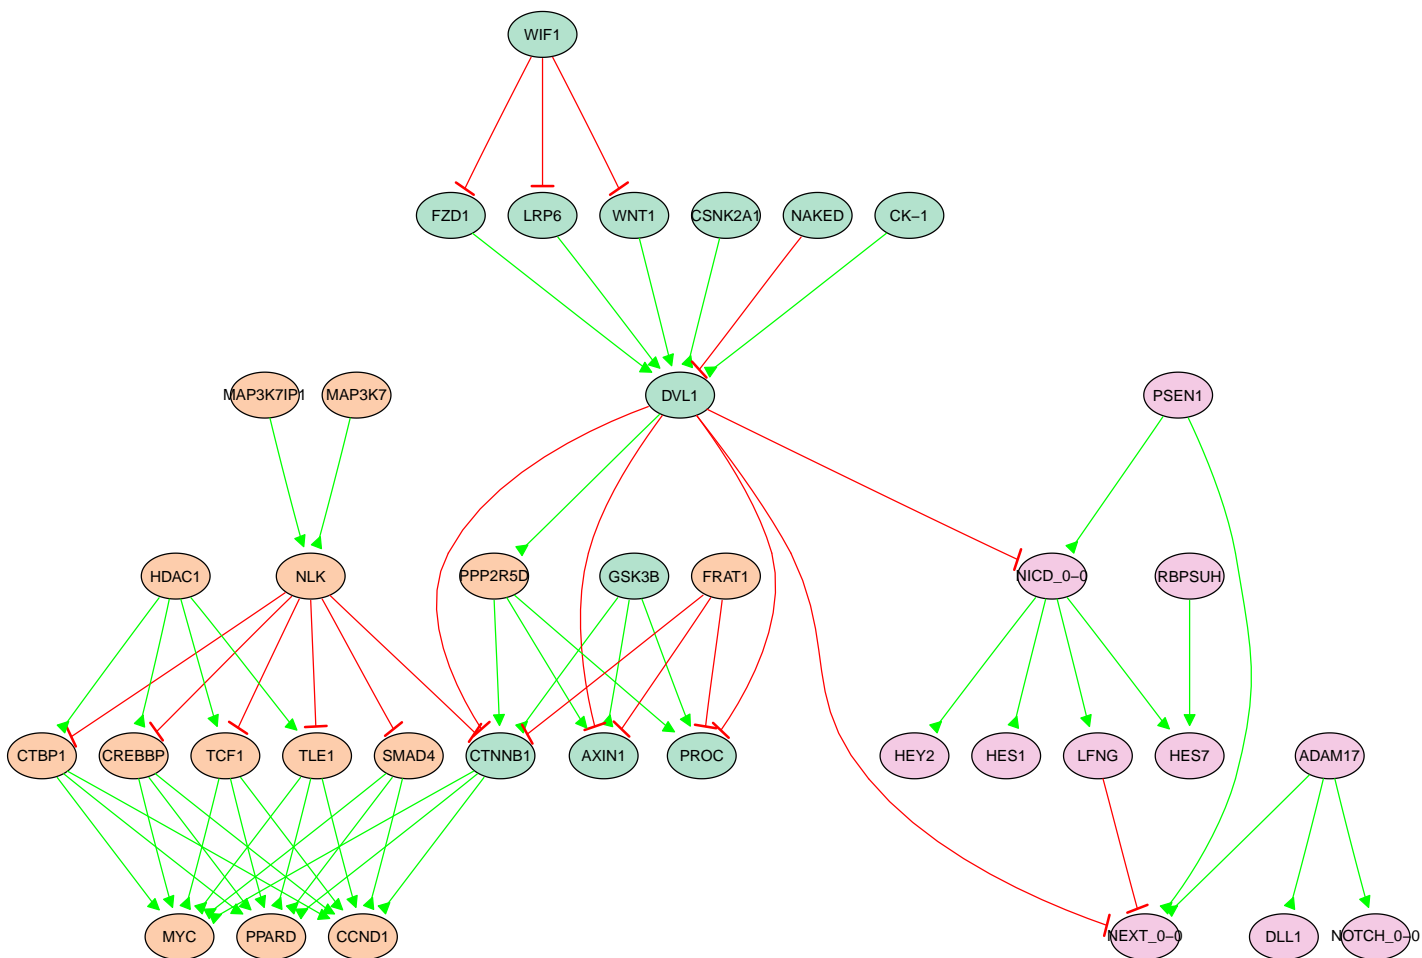 WIF1
FZD1
LRP6
WNT1
CSNK2A1
NAKED
CK−1
MAP3K7IP1
MAP3K7
DVL1
PSEN1
HDAC1
NLK
PPP2R5D
GSK3B
FRAT1
NICD_0−0
RBPSUH
CTBP1
CREBBP
TCF1
TLE1
SMAD4
CTNNB1
AXIN1
PROC
HEY2
HES1
LFNG
HES7
ADAM17
MYC
PPARD
CCND1
NEXT_0−0
DLL1
NOTCH_0−0